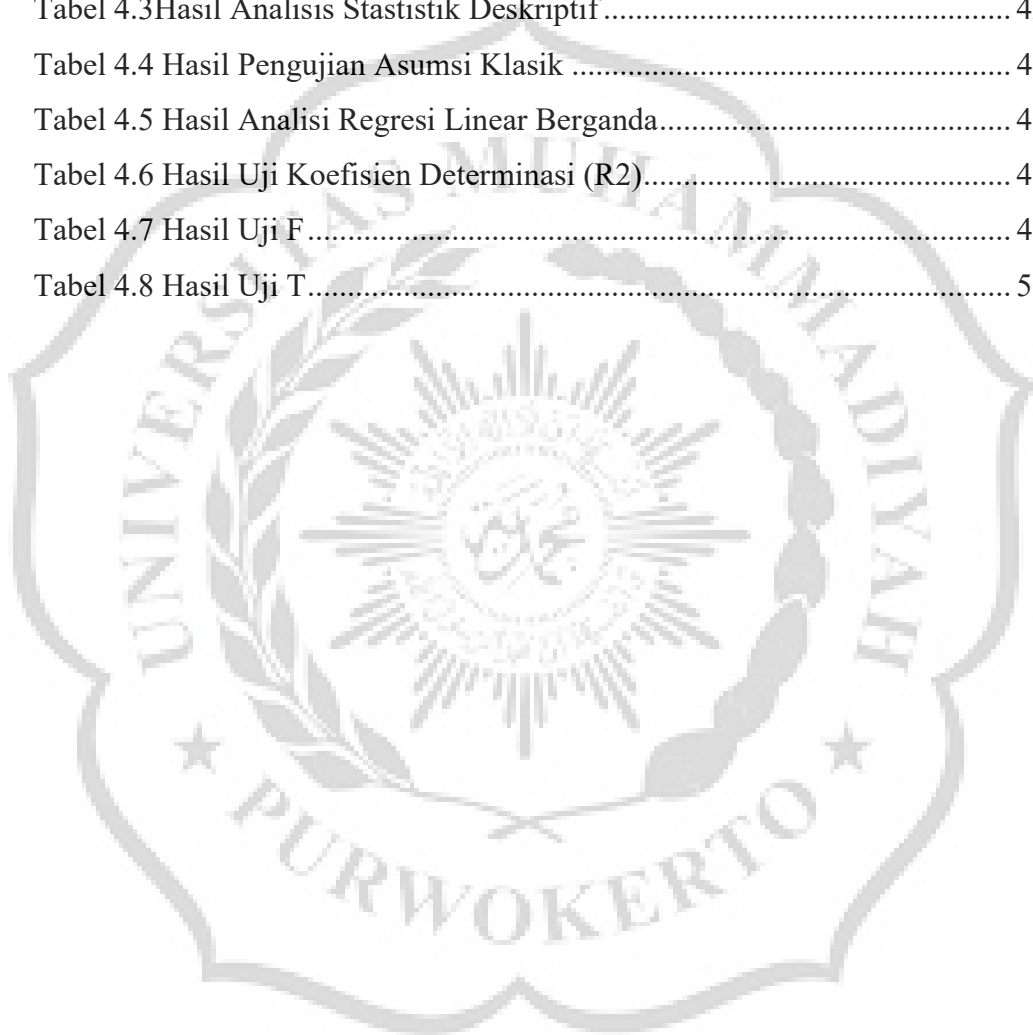 Tabel 4.3Hasil Analisis Stastistik Deskriptif ................................................ 4
Tabel 4.4 Hasil Pengujian Asumsi Klasik ................................................... 4
Tabel 4.5 Hasil Analisi Regresi Linear Berganda......................................... 4
Tabel 4.6 Hasil Uji Koefisien Determinasi (R2)........................................... 4
Tabel 4.7 Hasil Uji F .................................................................................... 4
Tabel 4.8 Hasil Uji T.................................................................................... 5
UNIVERSITAS MUHAMMADIYAH
★ PURWOKERTO ★